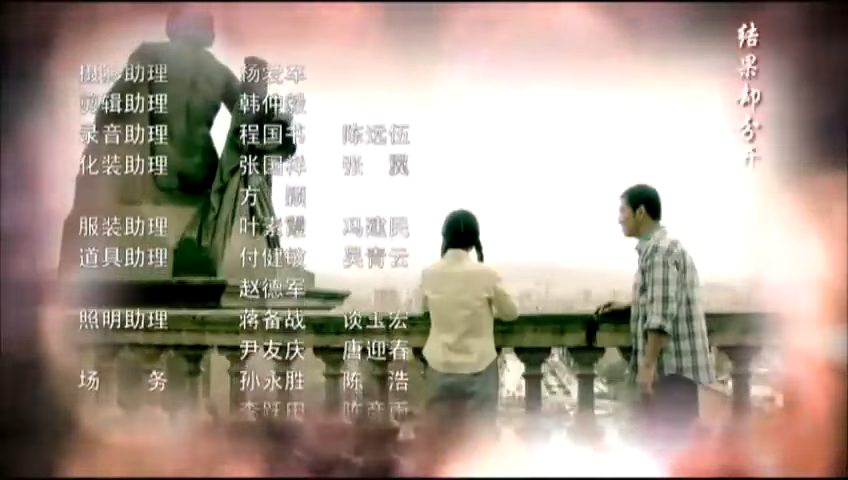 摄影助理 杨爱军
剪辑助理 韩仲毅
录音助理 程国书 陈远伍
化装助理 张国祥 张翼
方颖
服装助理 叶素霞 冯建民
道具助理 付健敏 吴青云
赵德军
照明助理 蒋备战 谈玉宏
尹友庆 唐迎春
场务 孙永胜 陈浩
结果却分开